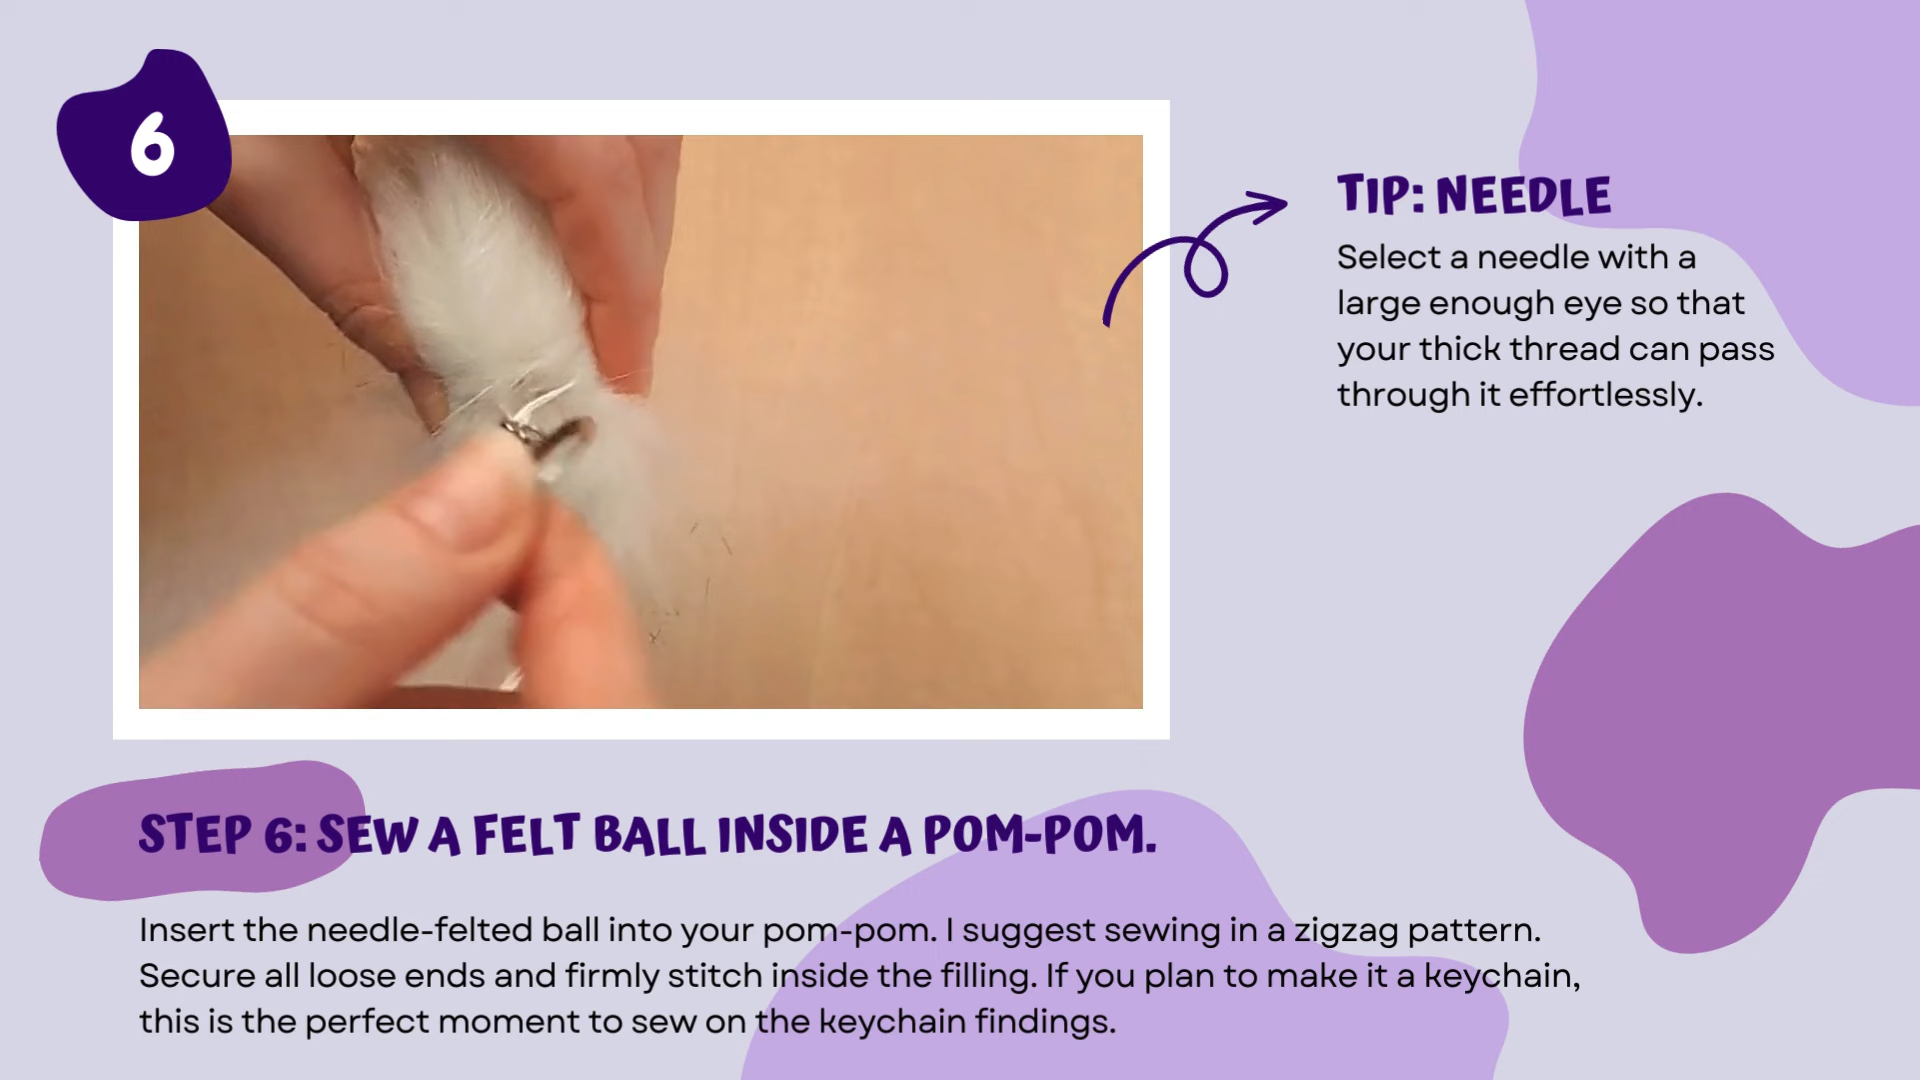 6
TIP: NEEDLE
Select a needle with a
large enough eye so that
your thick thread can pass
through it effortlessly.
STEP 6: SEW A FELT BALL INSIDE A POM-POM.
Insert the needle-felted ball into your pom-pom. I suggest sewing in a zigzag pattern.
Secure all loose ends and firmly stitch inside the filling. If you plan to make it a keychain,
this is the perfect moment to sew on the keychain findings.